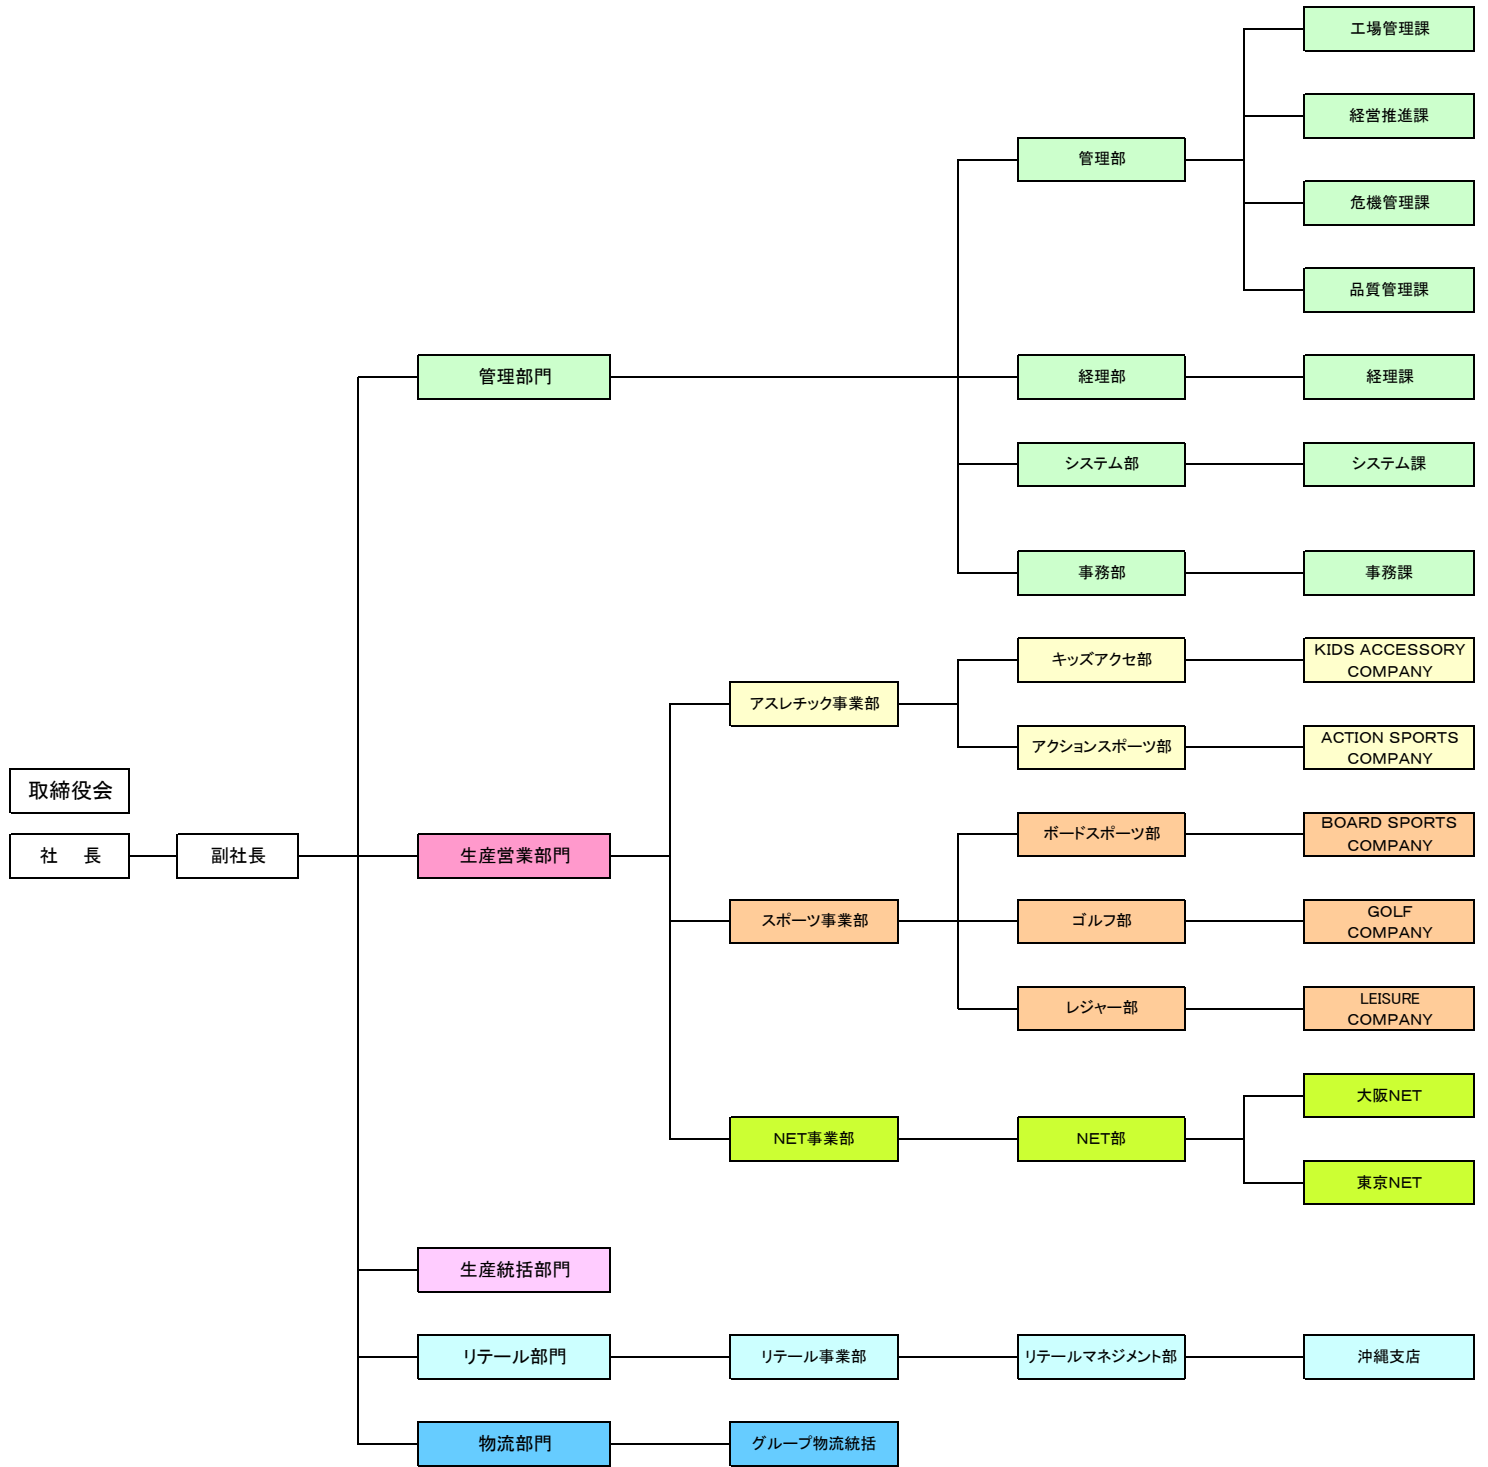 工場管理課
経営推進課
管理部
危機管理課
品質管理課
管理部門
経理部
経理課
システム部
システム課
事務部
事務課
キッズアクセ部
KIDS ACCESSORY
COMPANY
アスレチック事業部
アクションスポーツ部
ACTION SPORTS
COMPANY
取締役会
社　長
副社長
生産営業部門
ボードスポーツ部
BOARD SPORTS
COMPANY
スポーツ事業部
ゴルフ部
GOLF
COMPANY
レジャー部
LEISURE
COMPANY
大阪NET
NET事業部
NET部
東京NET
生産統括部門
リテール部門
リテール事業部
リテールマネジメント部
沖縄支店
物流部門
グループ物流統括